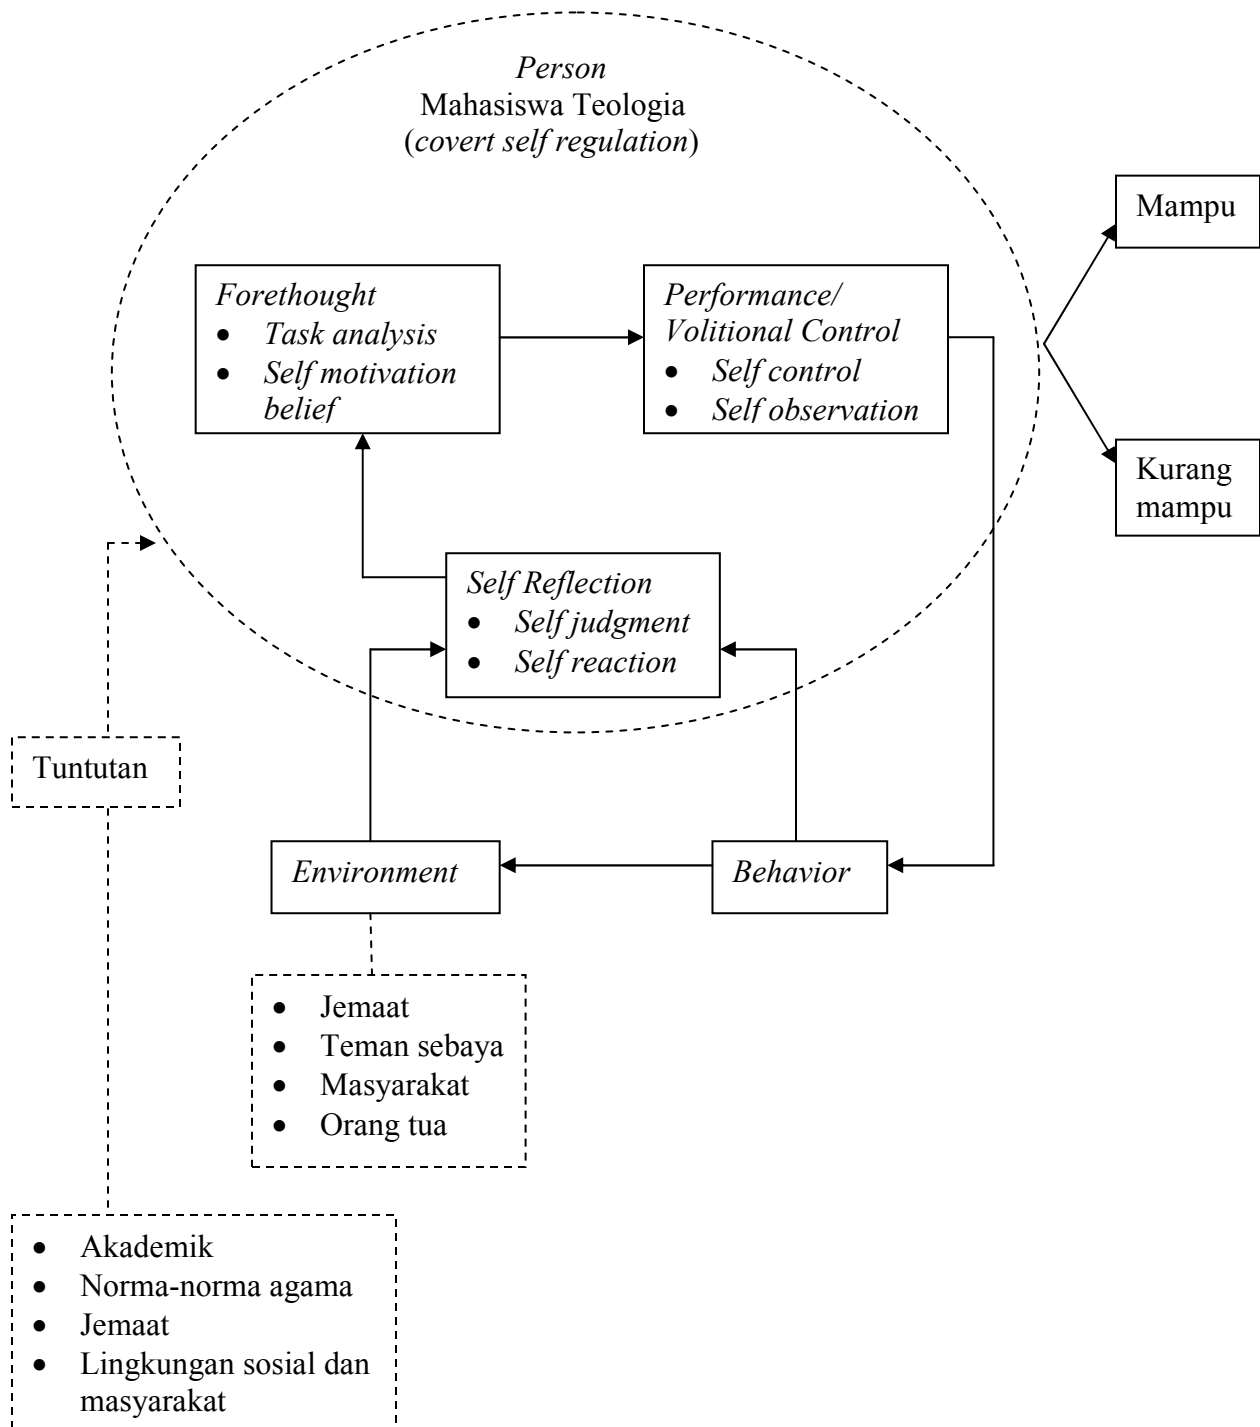 Person
Mahasiswa Teologia
(covert self regulation)
Mampu
Forethought
• Task analysis
• Self motivation
belief
Performance/
Volitional Control
• Self control
• Self observation
Kurang
mampu
Self Reflection
• Self judgment
• Self reaction
Tuntutan
Environment
Behavior
• Jemaat
• Teman sebaya
• Masyarakat
• Orang tua
• Akademik
• Norma-norma agama
• Jemaat
• Lingkungan sosial dan
masyarakat